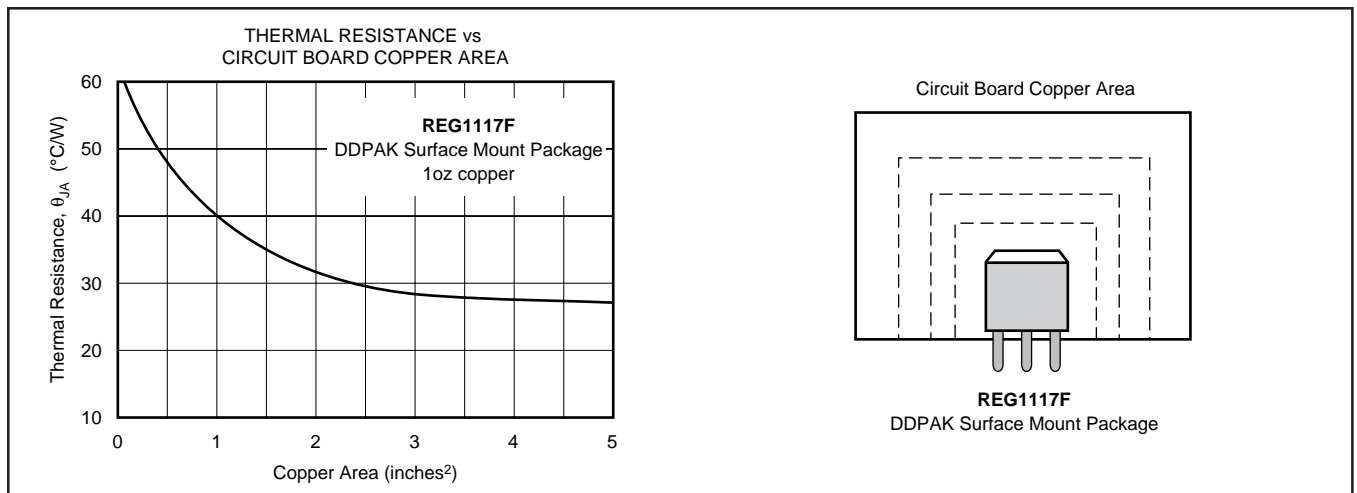 THERMAL RESISTANCE vs
CIRCUIT BOARD COPPER AREA
60
50
40
30
20
10
Thermal Resistance, θJA (°C/W)
REG1117F
DDPAK Surface Mount Package
1oz copper
0 1 2 3 4 5
Copper Area (inches²)
Circuit Board Copper Area
REG1117F
DDPAK Surface Mount Package